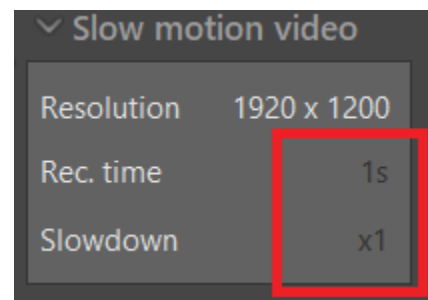 Slow motion video
Resolution 1920 x 1200
Rec. time 1s
Slowdown x1